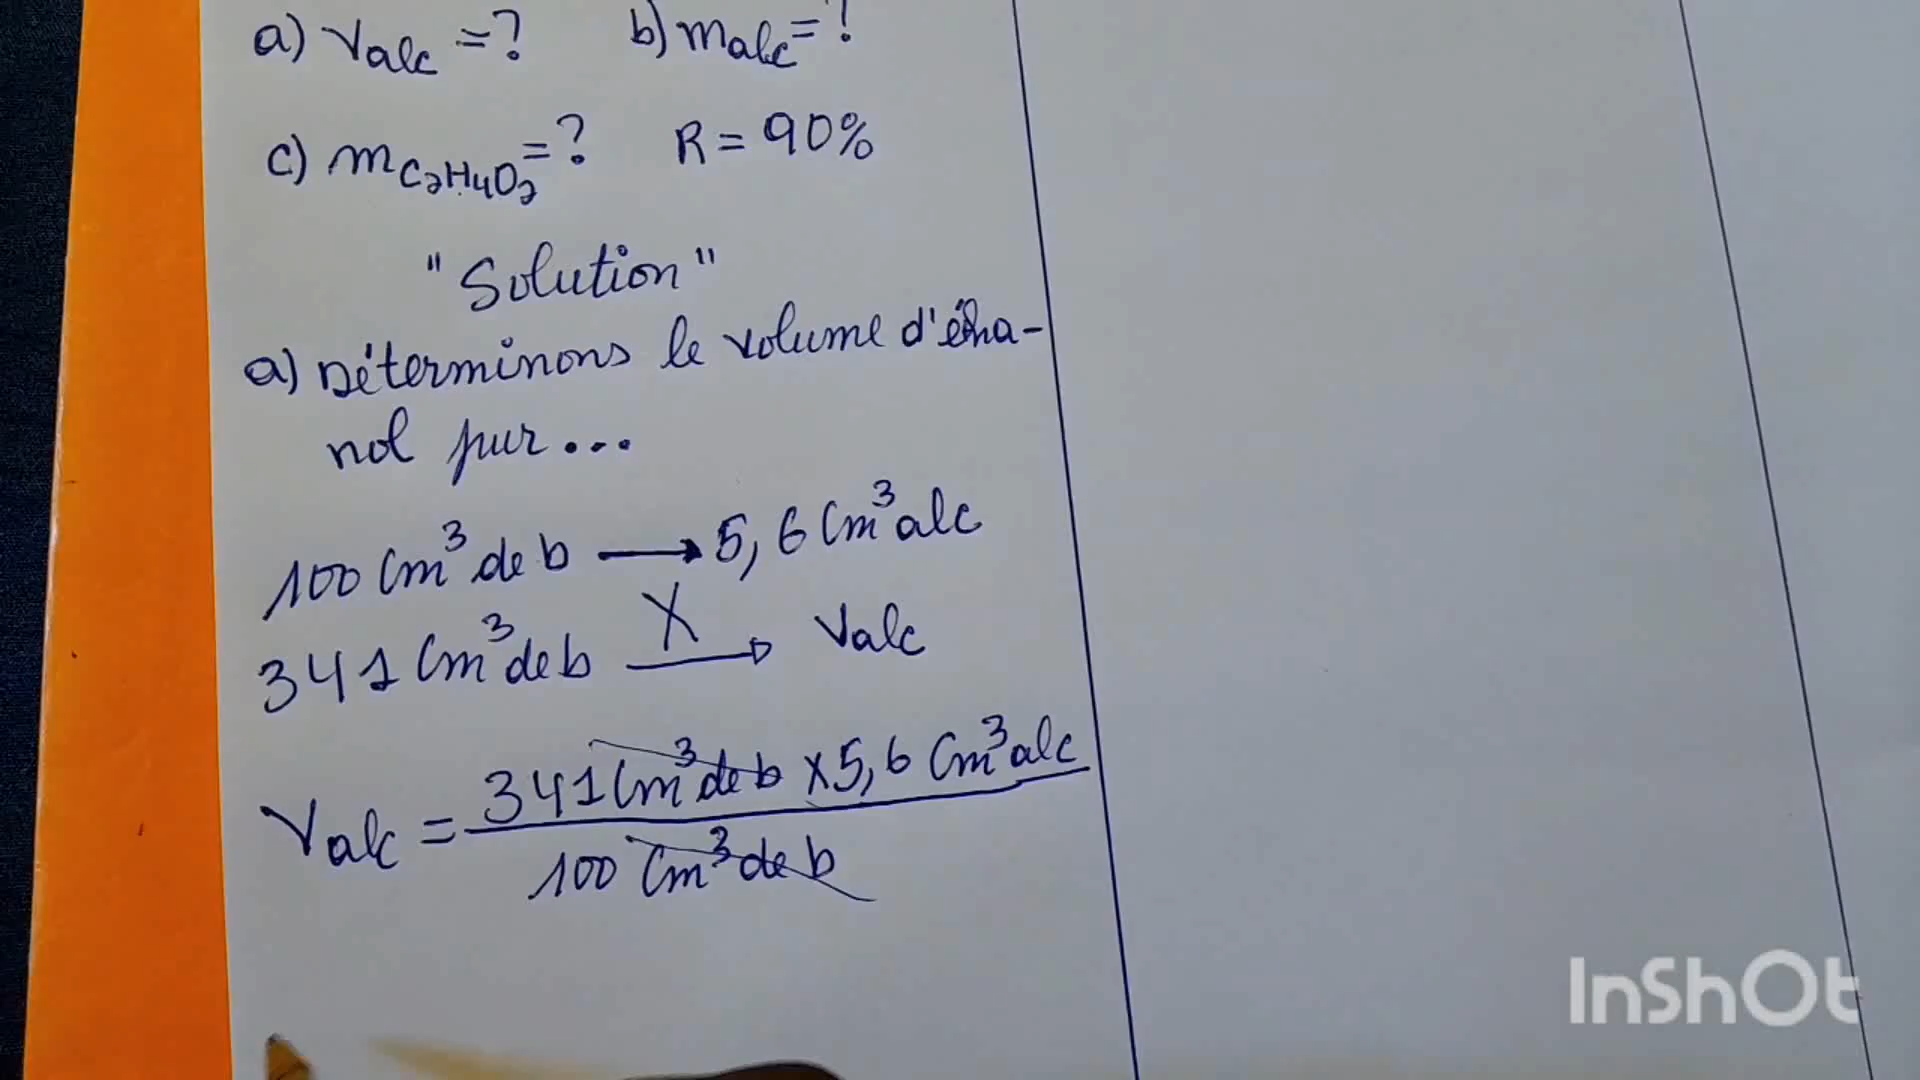 a) Valc =? b) malc=?
c) mC2H4O2=? R = 90%
"Solution"
a) Déterminons le volume d'étha-
nol pur...
100 Cm³ de b → 5,6 Cm³ alc
341 Cm³ de b X → Valc
Valc = 341 Cm³ de b x 5,6 Cm³ alc
100 Cm³ de b
InShOt